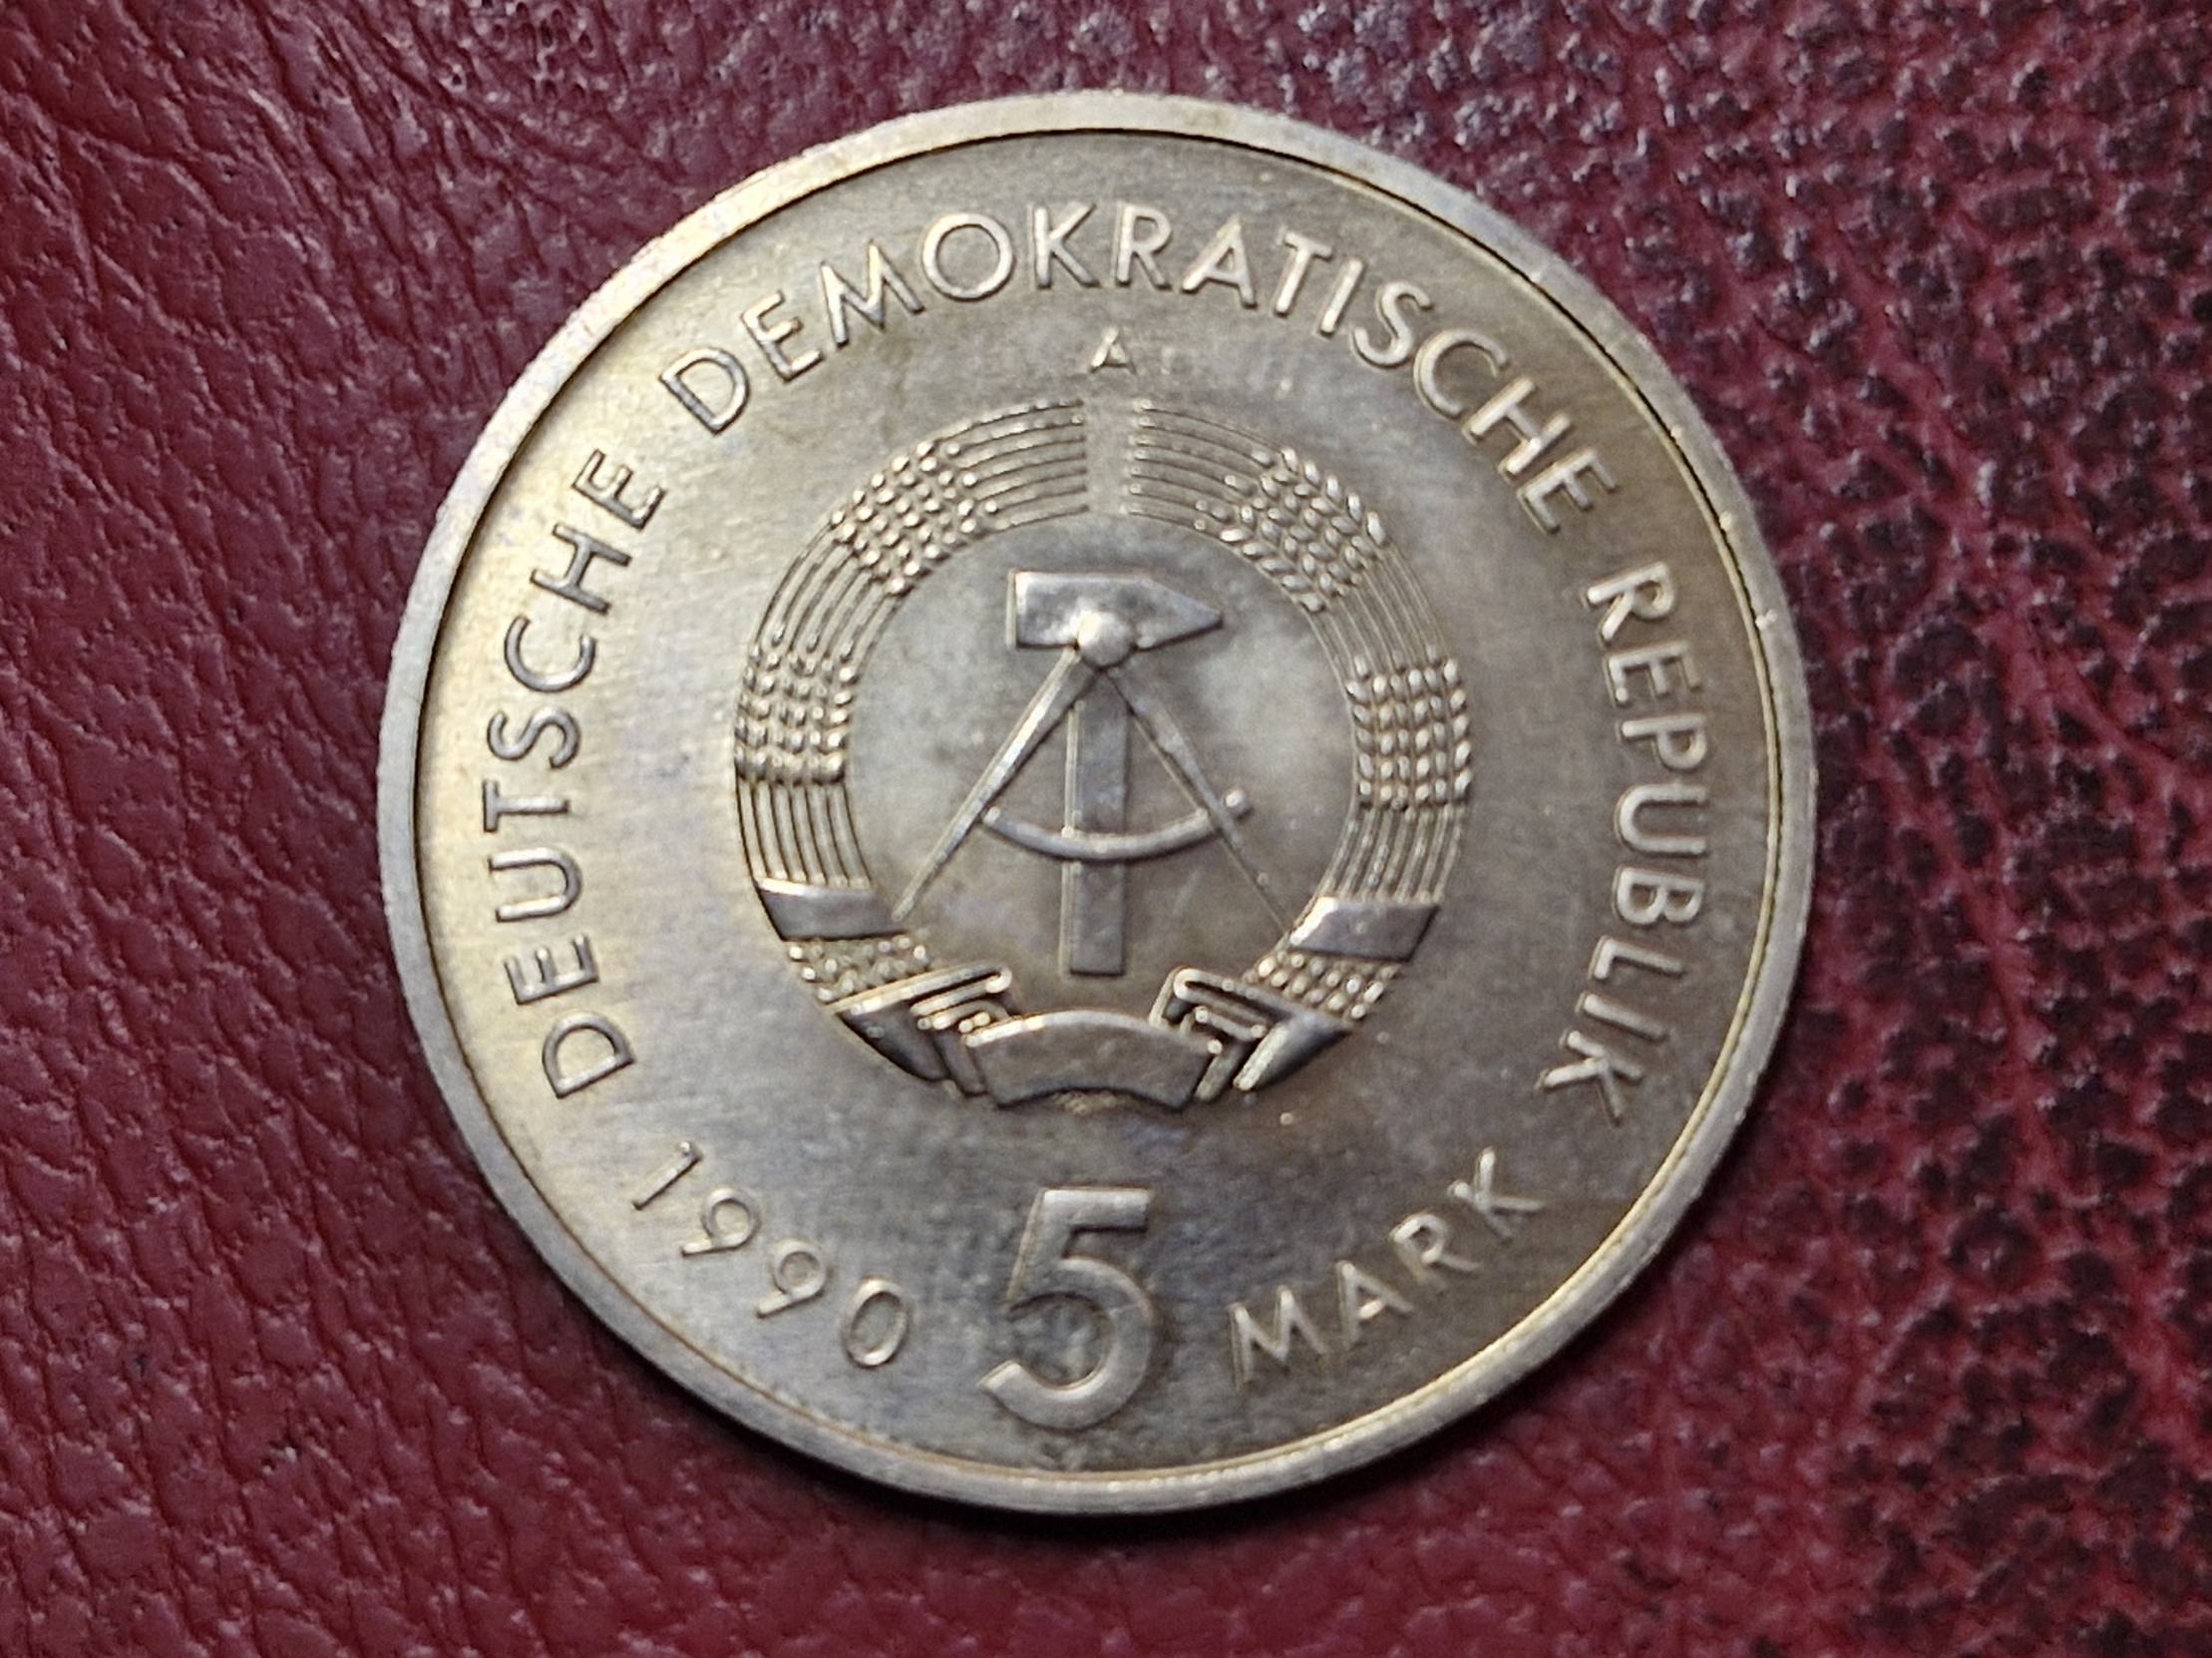 DEUTSCHE DEMOKRATISCHE REPUBLIK
A
1990 5 MARK